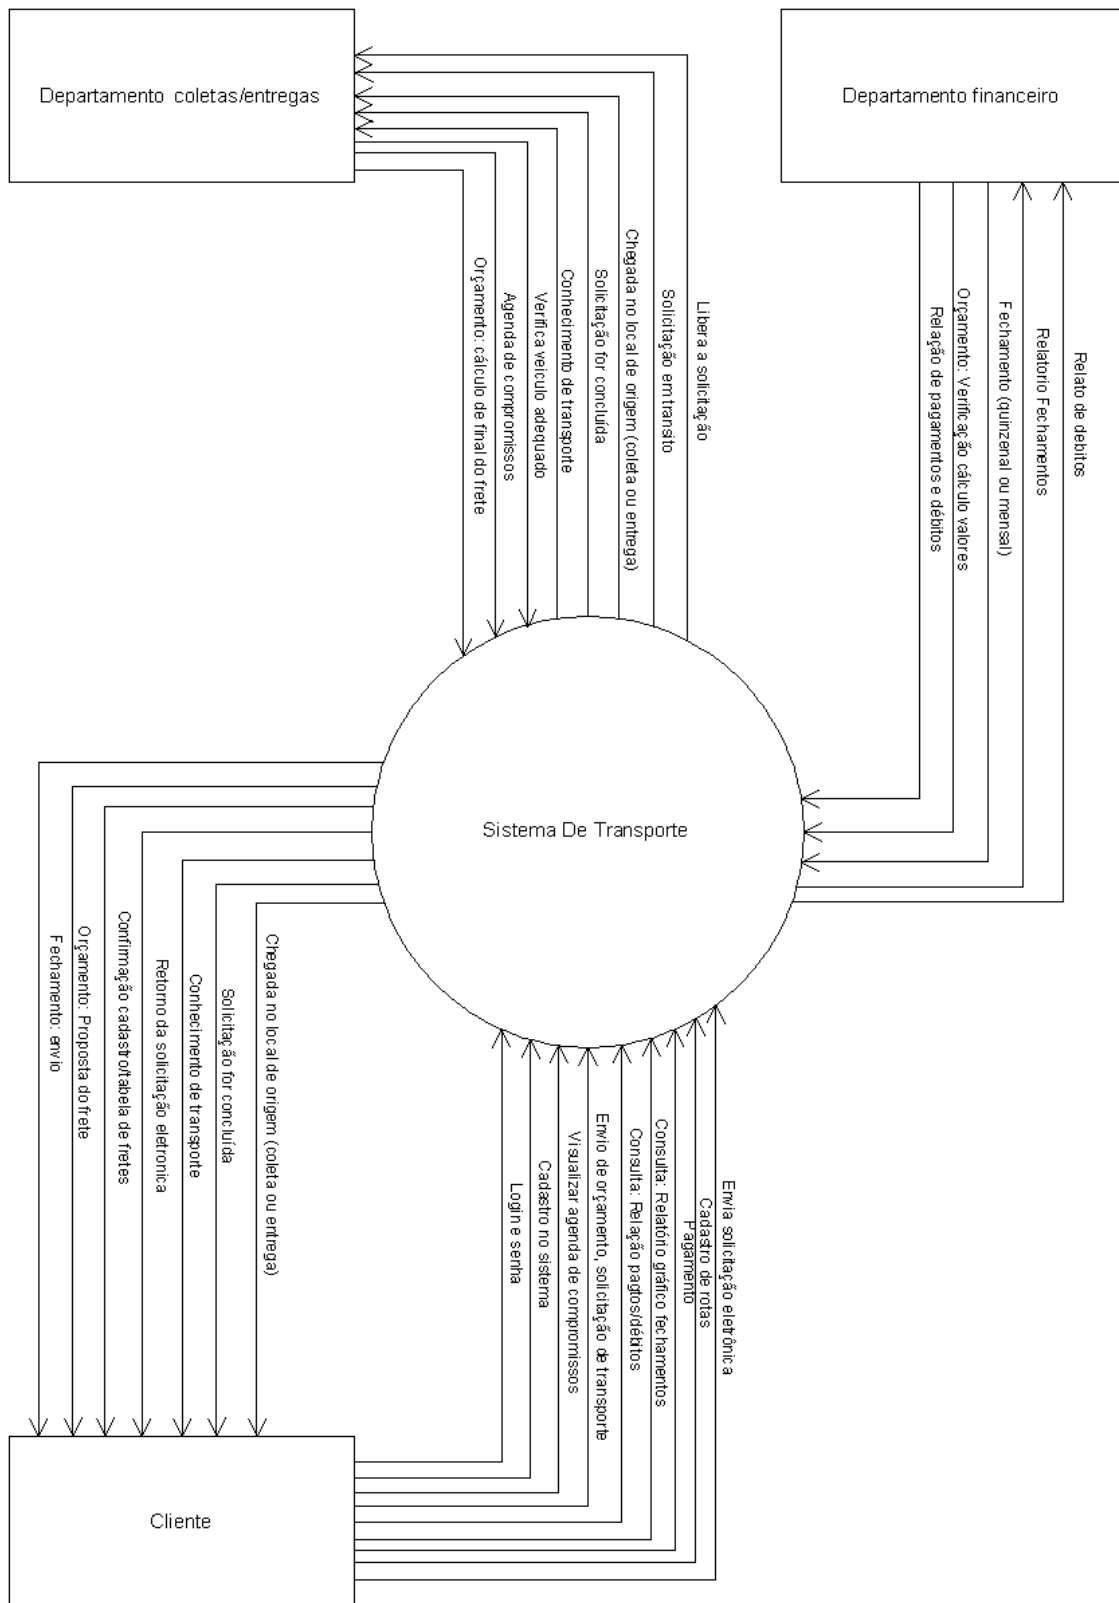 Departamento coletas/entregas
Departamento financeiro
Orçamento: cálculo de final do frete
Agenda de compromissos
Verifica veiculo adequado
Conhecimento de transporte
Solicitação for concluída
Chegada no local de origem (coleta ou entrega)
Solicitação em transito
Libera a solicitação
Relação de pagamentos e débitos
Orçamento: Verificação cálculo valores
Fechamento (quinzenal ou mensal)
Relatorio Fechamentos
Relato de debitos
Sistema De Transporte
Fechamento: envio
Orçamento: Proposta do frete
Confirmação cadastro/tabela de fretes
Retorno da solicitação eletronica
Conhecimento de transporte
Solicitação for concluída
Chegada no local de origem (coleta ou entrega)
Login e senha
Cadastro no sistema
Visualizar agenda de compromissos
Envio de orçamento, solicitação de transporte
Consulta: Relação pagtos/débitos
Consulta: Relatório gráfico fechamentos
Pagamento
Cadastro de rotas
Envia solicitação eletrônica
Cliente